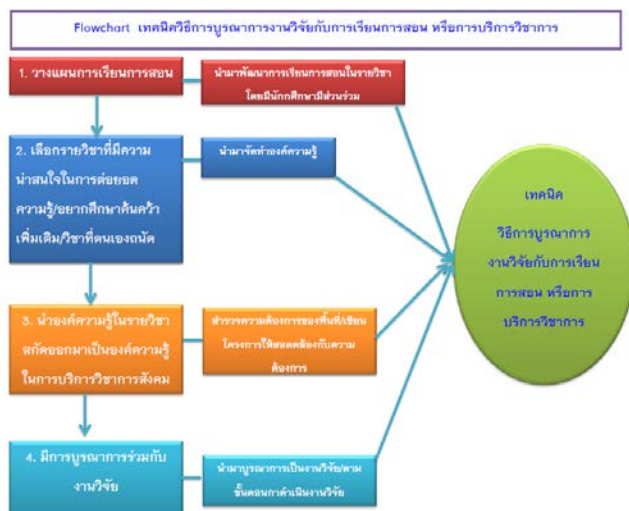 Flowchart เทคนิควิธีการบูรณาการงานวิจัยกับการเรียนการสอน หรือการบริการวิชาการ
1. วางแผนการเรียนการสอน
นำมาพัฒนาการเรียนการสอนในรายวิชา
โดยมีนักศึกษามีส่วนร่วม
2. เลือกรายวิชาที่มีความ
น่าสนใจในการต่อยอด
ความรู้/อยากศึกษาค้นคว้า
เพิ่มเติม/วิชาที่ตนเองถนัด
นำมาจัดทำองค์ความรู้
3. นำองค์ความรู้ในรายวิชา
สกัดออกมาเป็นองค์ความรู้
ในการบริการวิชาการสังคม
สำรวจความต้องการของพื้นที่/เขียน
โครงการให้สอดคล้องกับความ
ต้องการ
4. มีการบูรณาการร่วมกับ
งานวิจัย
นำมาบูรณาการเป็นงานวิจัย/ตาม
ขั้นตอนกาดำเนินงานวิจัย
เทคนิค
วิธีการบูรณาการ
งานวิจัยกับการเรียน
การสอน หรือการ
บริการวิชาการ